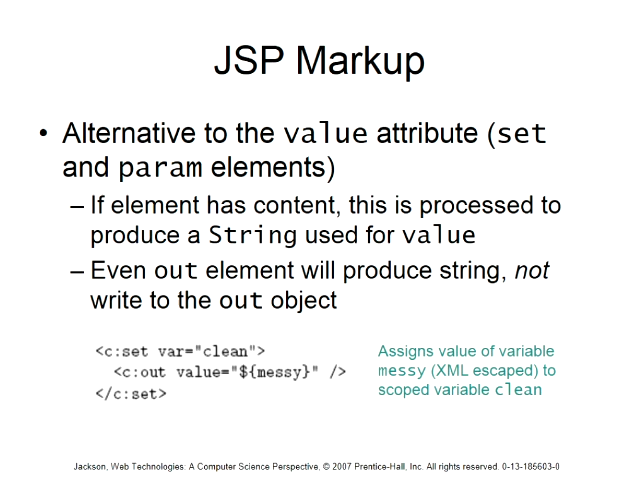 JSP Markup
• Alternative to the value attribute (set
and param elements)
– If element has content, this is processed to
produce a String used for value
– Even out element will produce string, not
write to the out object
<c:set var="clean">
<c:out value="${messy}" />
</c:set>
Assigns value of variable
messy (XML escaped) to
scoped variable clean
Jackson, Web Technologies: A Computer Science Perspective, © 2007 Prentice-Hall, Inc. All rights reserved. 0-13-185603-0